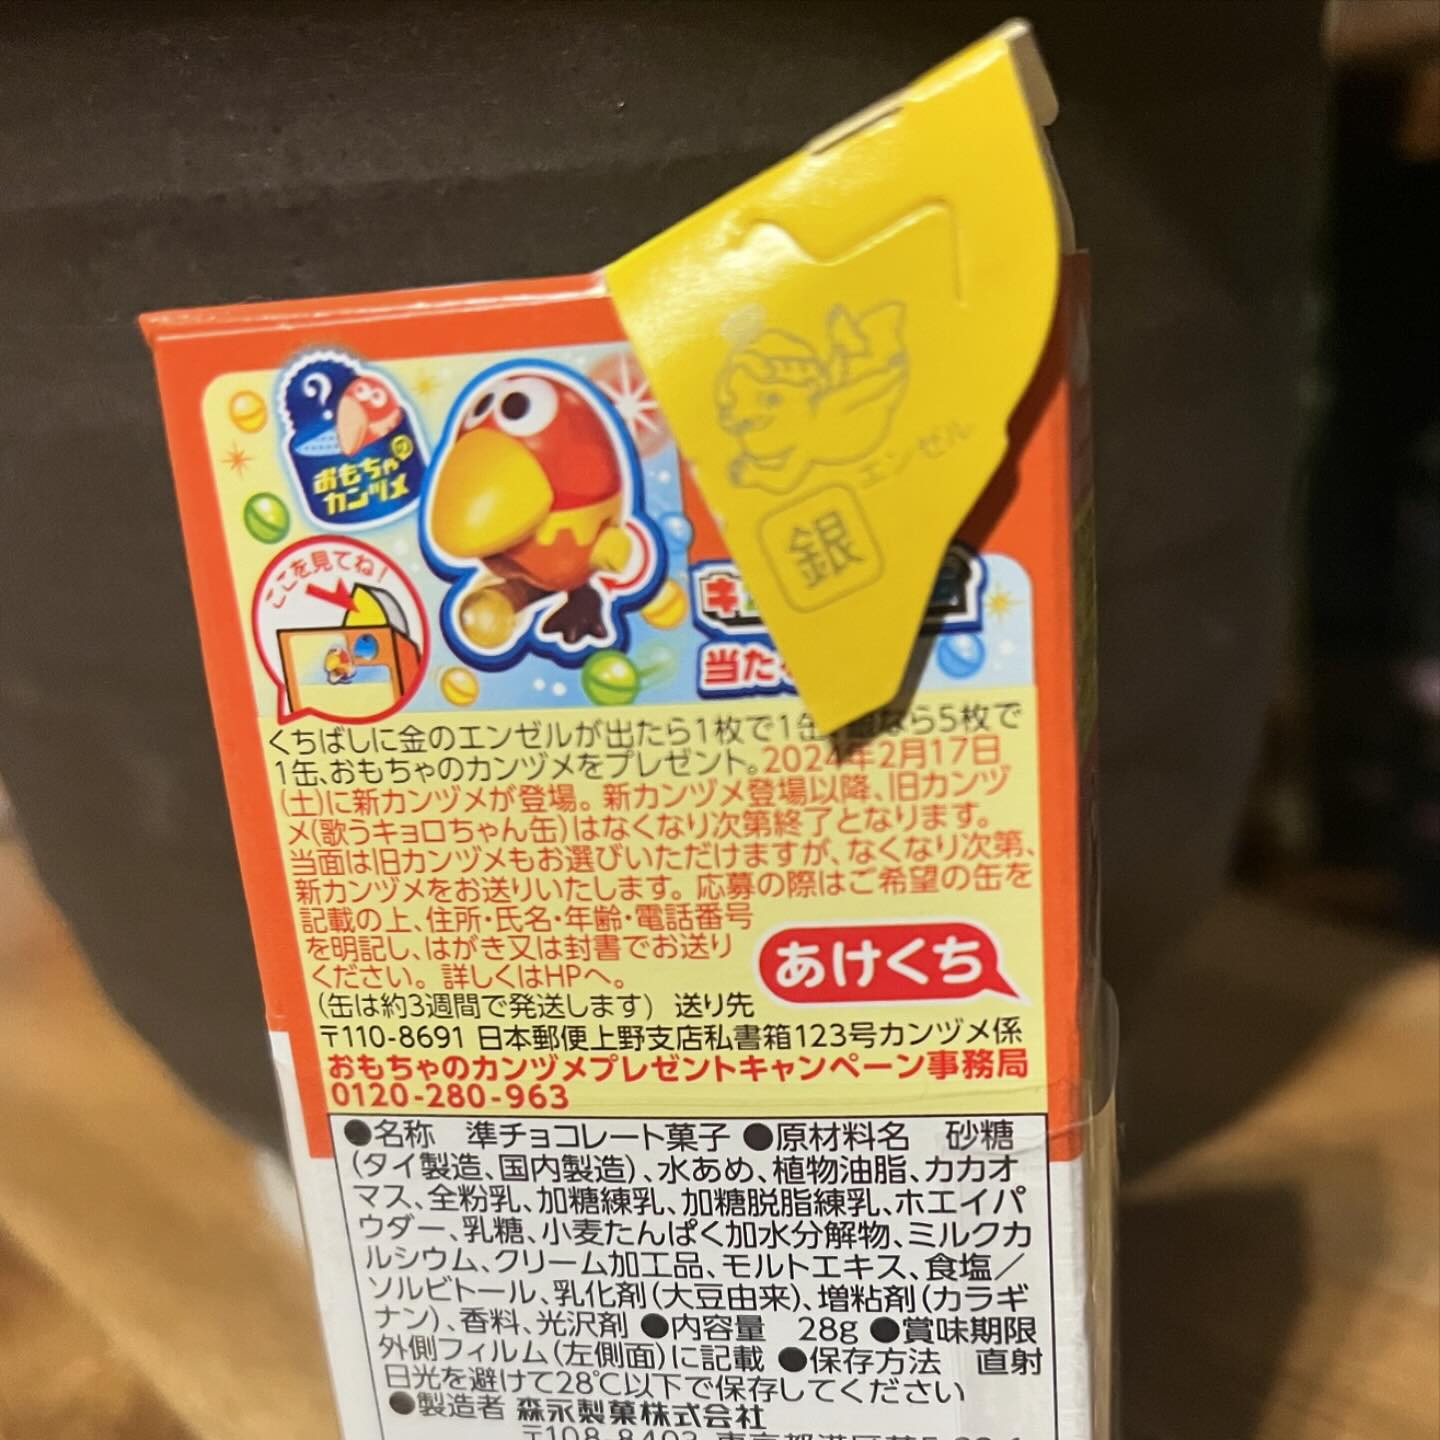 エンゼル
銀
?
おもちゃの
カンヅメ
ここを見てね!
キ
当た
くちばしに金のエンゼルが出たら1枚で1缶、銀なら5枚で
1缶、おもちゃのカンヅメをプレゼント。2024年2月17日
(土)に新カンヅメが登場。新カンヅメ登場以降、旧カンヅ
メ(歌うキョロちゃん缶)はなくなり次第終了となります。
当面は旧カンヅメもお選びいただけますが、なくなり次第、
新カンヅメをお送りいたします。応募の際はご希望の缶を
記載の上、住所・氏名・年齢・電話番号
を明記し、はがき又は封書でお送り
ください。詳しくはHPへ。
あけくち
(缶は約3週間で発送します) 送り先
〒110-8691 日本郵便上野支店私書箱123号カンヅメ係
おもちゃのカンヅメプレゼントキャンペーン事務局
0120-280-963
●名称 準チョコレート菓子 ●原材料名 砂糖
(タイ製造、国内製造)、水あめ、植物油脂、カカオ
マス、全粉乳、加糖練乳、加糖脱脂練乳、ホエイパ
ウダー、乳糖、小麦たんぱく加水分解物、ミルクカ
ルシウム、クリーム加工品、モルトエキス、食塩/
ソルビトール、乳化剤(大豆由来)、増粘剤(カラギ
ナン)、香料、光沢剤 ●内容量 28g ●賞味期限
外側フィルム(左側面)に記載 ●保存方法 直射
日光を避けて28℃以下で保存してください
●製造者 森永製菓株式会社
〒108-8403